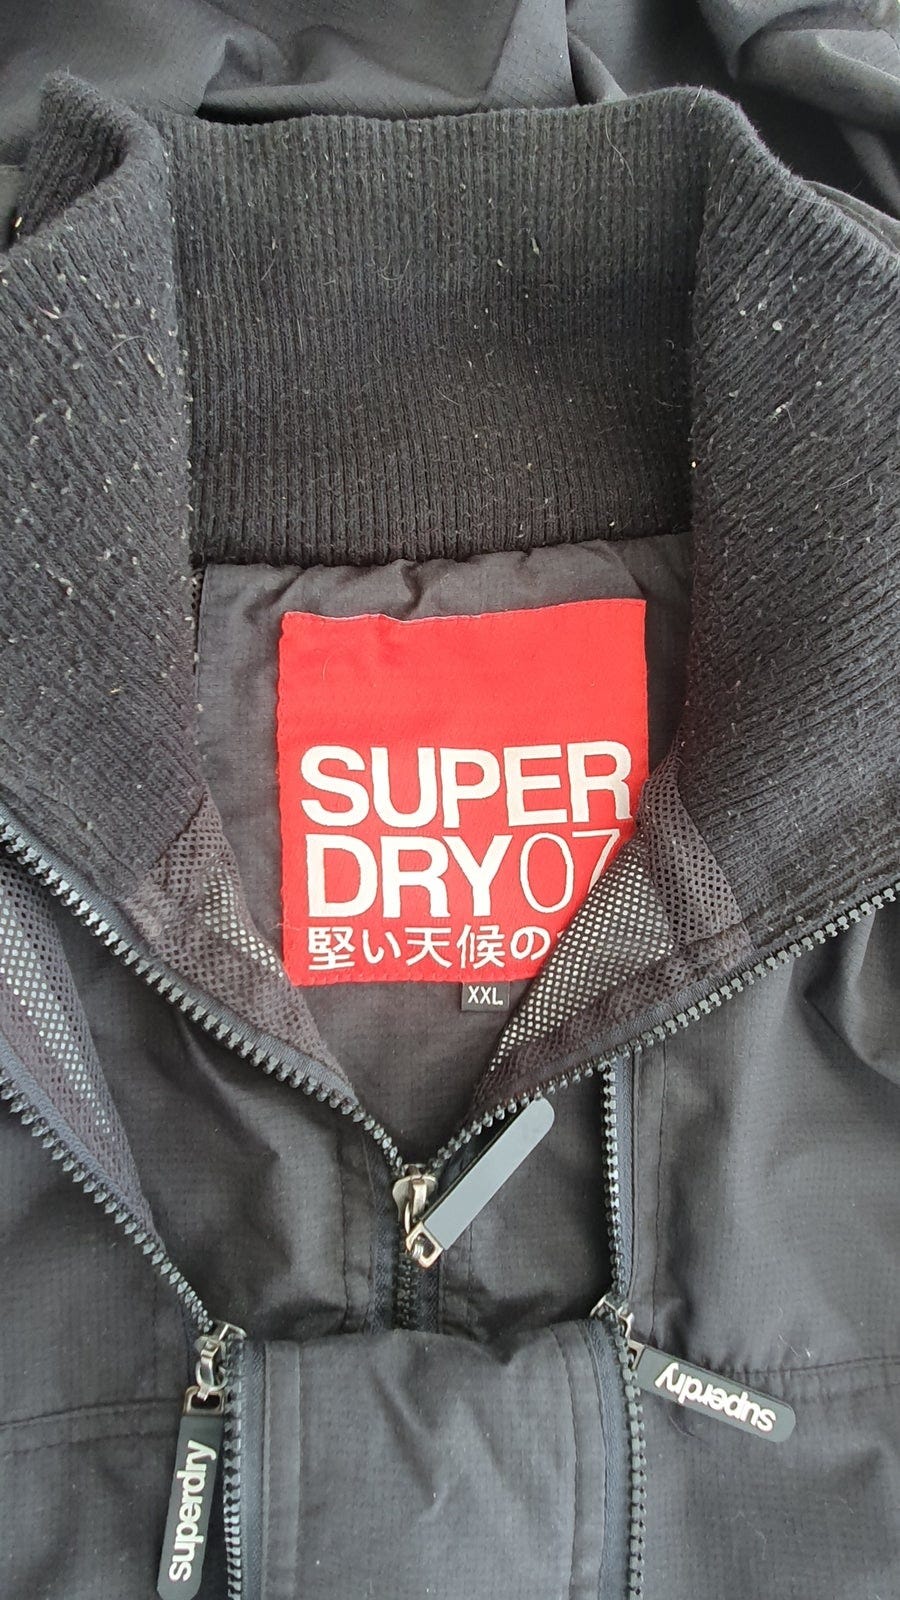 SUPER
DRY07
堅い天候の
XXL
superdry
superdry